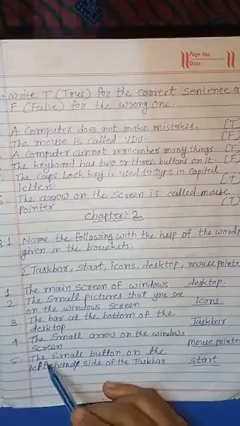 Page No.
Date
Write T (True) for the correct sentence or
F (False) for the wrong one.
A Computer does not make mistakes. [T]
The mouse is called VDU. [F]
A Computer cannot remember many things [F]
The keyboard has two or three buttons on it. [F]
The Caps Lock key is used to type in Capital
letters. [T]
The arrow on the Screen is called mouse
pointer (T)
Chapter-2
Q.1 Name the following with the help of the words
given in the brackets.
[Taskbar, Start, icons, desktop, mouse pointer
1. The main screen of windows desktop.
2. The Small pictures that you see
on the windows screen Icons.
3. The bar at the bottom of the
desktop Taskbar
4. The Small arrow on the windows
screen mouse pointer
5. The Small button on the
left side of the Taskbar start